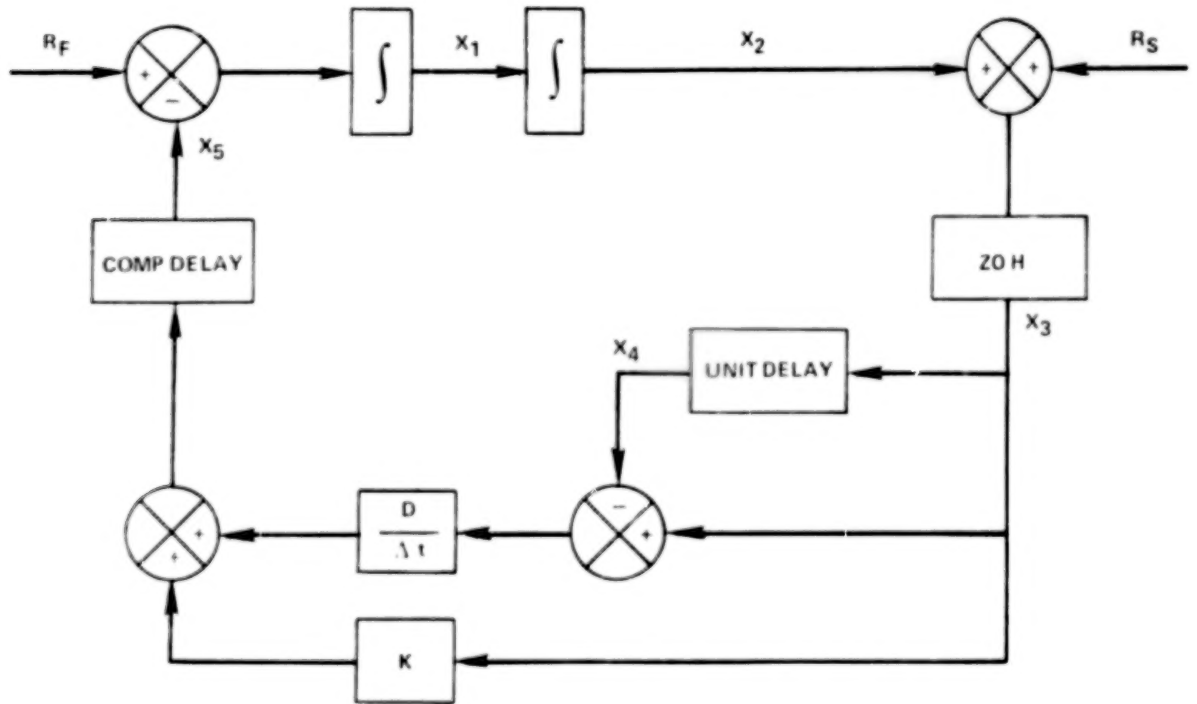 R_F
+
−
∫
X_1
∫
X_2
+
+
R_S
X_5
COMP DELAY
ZOH
X_3
X_4
UNIT DELAY
−
+
D
Δt
+
+
K